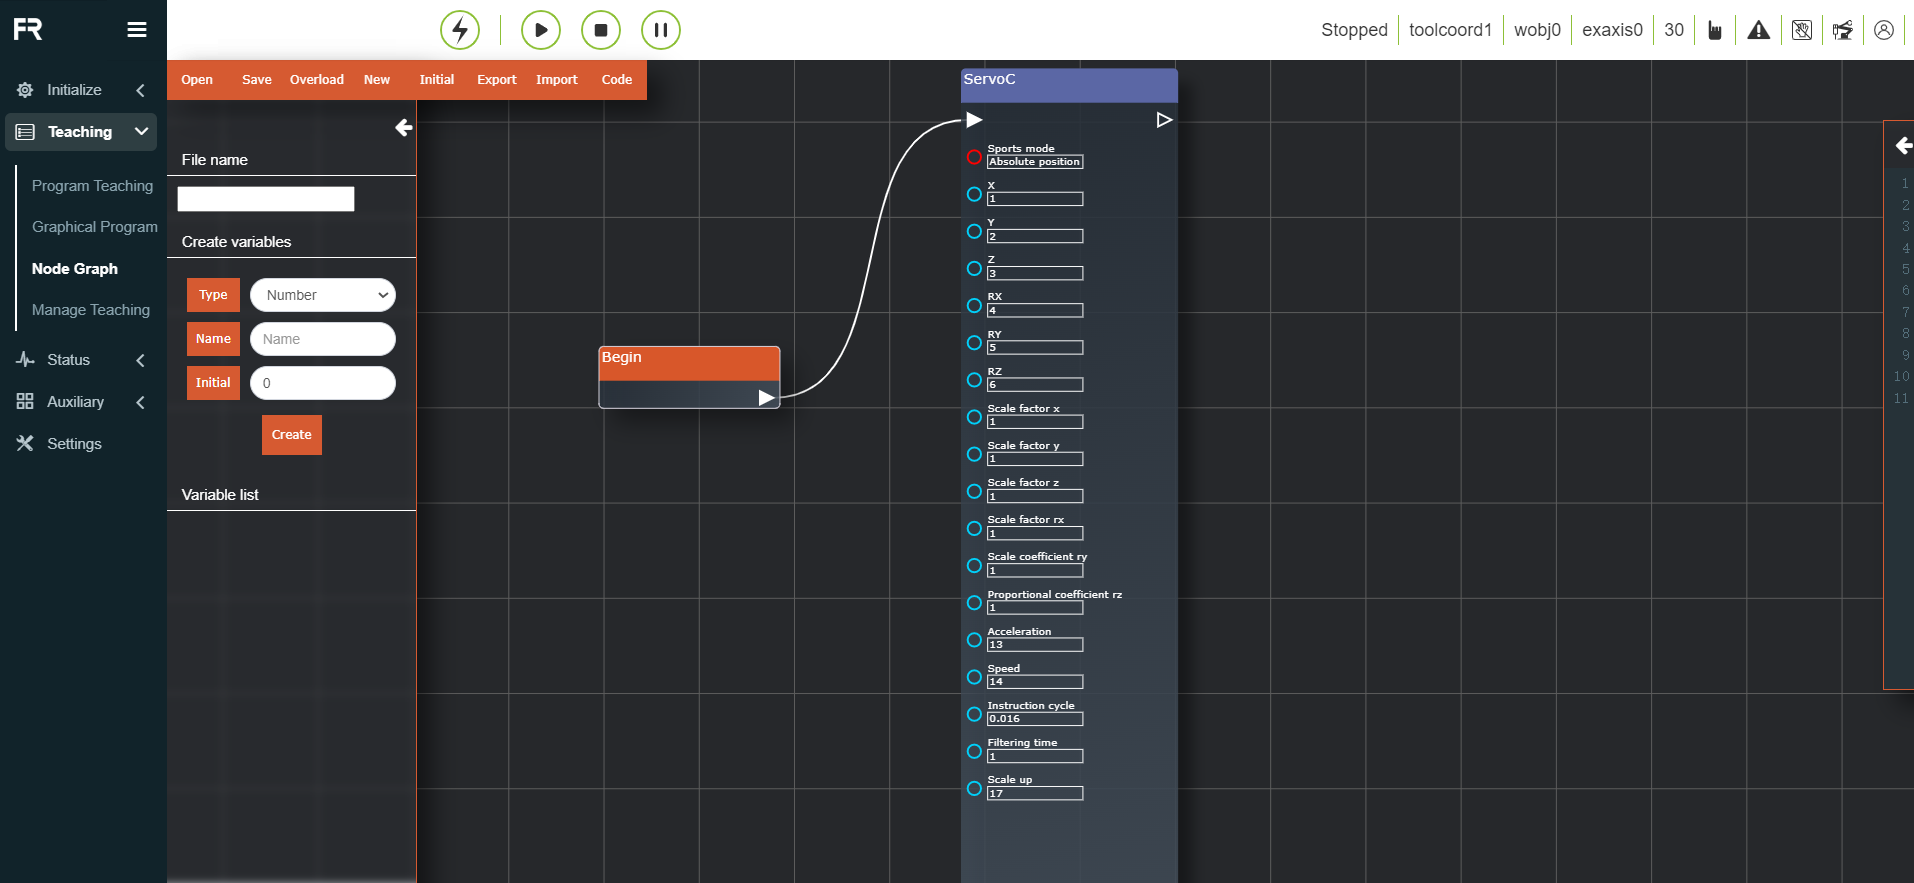 FR
Stopped
toolcoord1
wobj0
exaxis0
30
Initialize
Teaching
Program Teaching
Graphical Program
Node Graph
Manage Teaching
Status
Auxiliary
Settings
Open
Save
Overload
New
Initial
Export
Import
Code
File name
Create variables
Type
Number
Name
Name
Initial
0
Create
Variable list
Begin
ServoC
Sports mode
Absolute position
X
1
Y
2
Z
3
RX
4
RY
5
RZ
6
Scale factor x
1
Scale factor y
1
Scale factor z
1
Scale factor rx
1
Scale coefficient ry
1
Proportional coefficient rz
1
Acceleration
13
Speed
14
Instruction cycle
0.016
Filtering time
1
Scale up
17
1
2
3
4
5
6
7
8
9
10
11